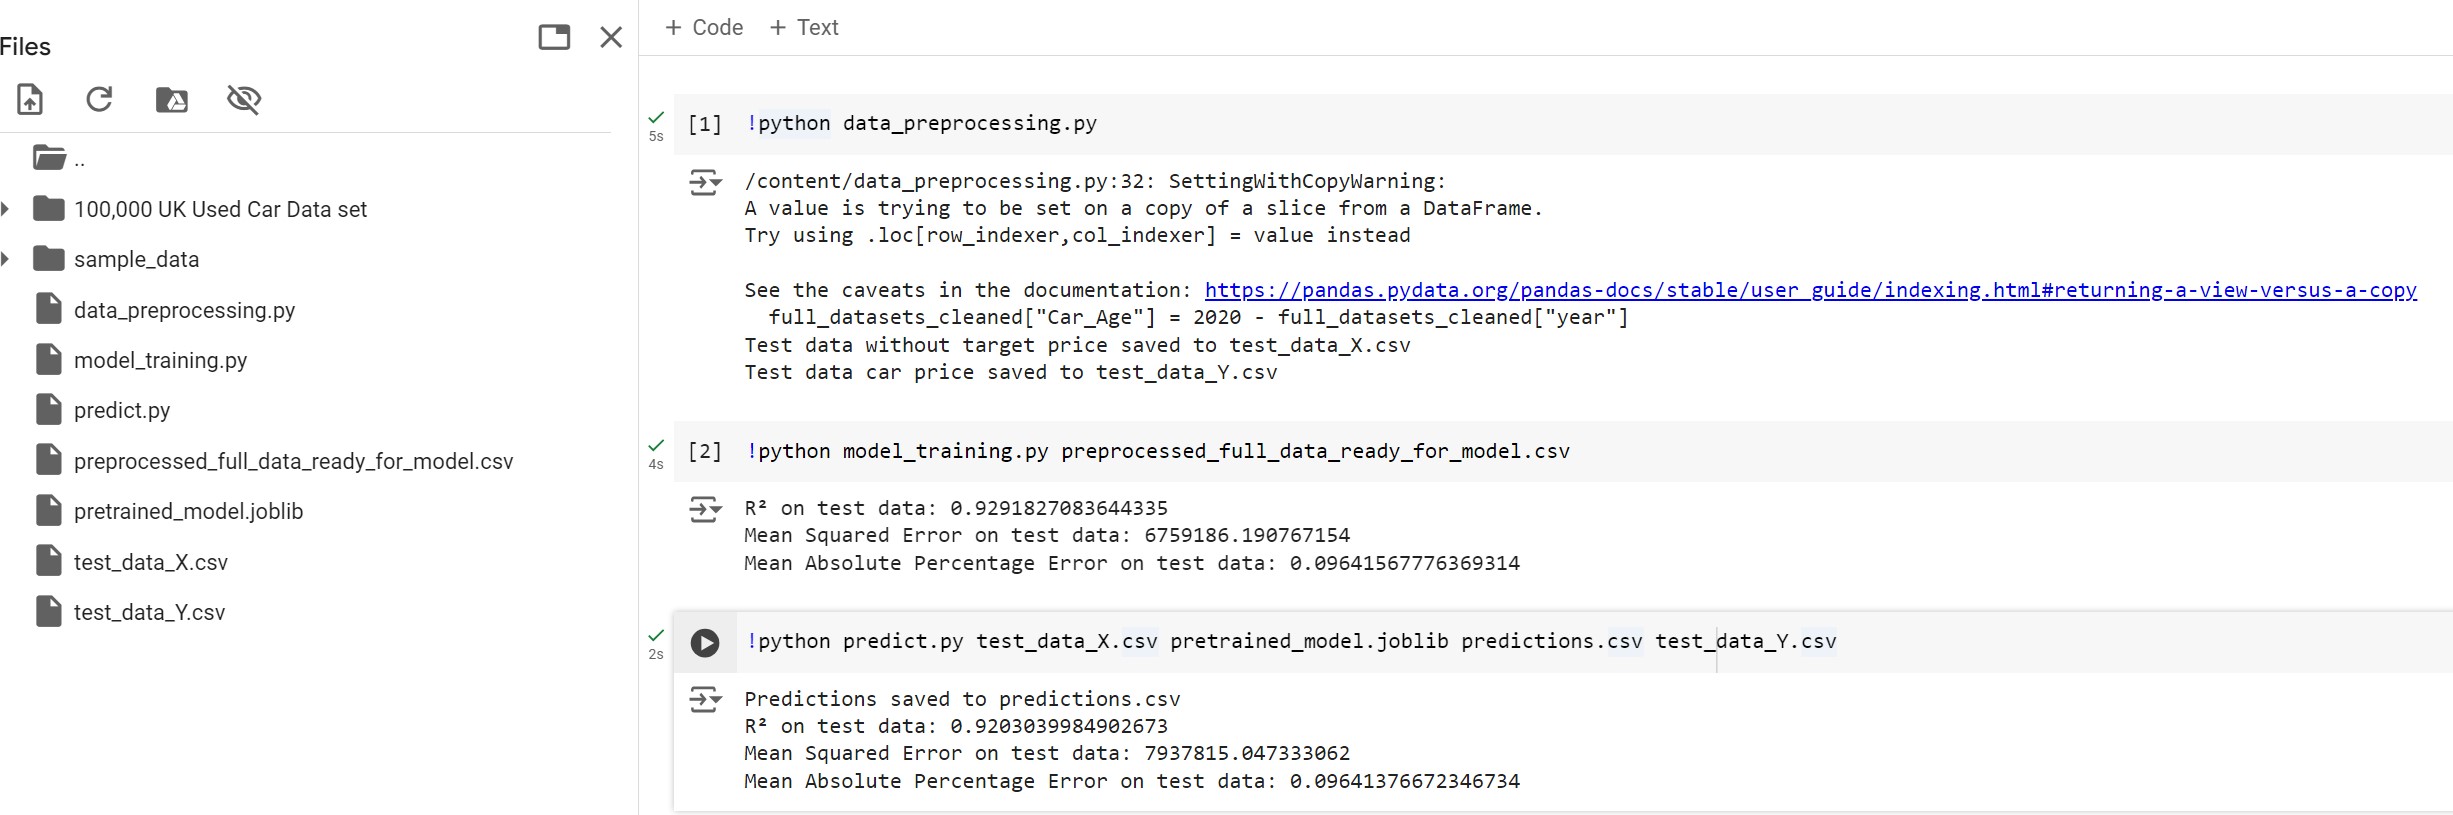 Files
..
100,000 UK Used Car Data set
sample_data
data_preprocessing.py
model_training.py
predict.py
preprocessed_full_data_ready_for_model.csv
pretrained_model.joblib
test_data_X.csv
test_data_Y.csv
+ Code + Text
5s [1] !python data_preprocessing.py
/content/data_preprocessing.py:32: SettingWithCopyWarning:
A value is trying to be set on a copy of a slice from a DataFrame.
Try using .loc[row_indexer,col_indexer] = value instead
See the caveats in the documentation: https://pandas.pydata.org/pandas-docs/stable/user_guide/indexing.html#returning-a-view-versus-a-copy
full_datasets_cleaned["Car_Age"] = 2020 - full_datasets_cleaned["year"]
Test data without target price saved to test_data_X.csv
Test data car price saved to test_data_Y.csv
4s [2] !python model_training.py preprocessed_full_data_ready_for_model.csv
R² on test data: 0.9291827083644335
Mean Squared Error on test data: 6759186.190767154
Mean Absolute Percentage Error on test data: 0.09641567776369314
2s !python predict.py test_data_X.csv pretrained_model.joblib predictions.csv test_data_Y.csv
Predictions saved to predictions.csv
R² on test data: 0.9203039984902673
Mean Squared Error on test data: 7937815.047333062
Mean Absolute Percentage Error on test data: 0.09641376672346734